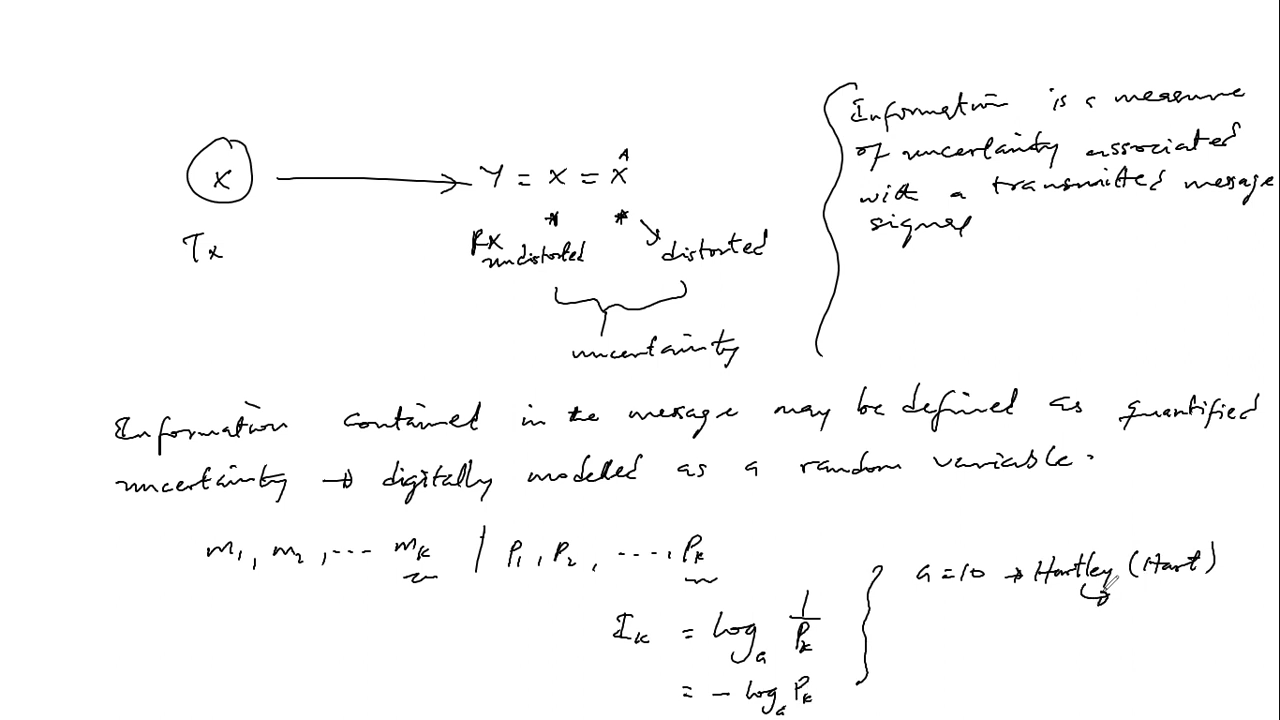 X
Y = X = X̂
Tx
Rx
undistorted
distorted
uncertainty
Information is a measure
of uncertainty associated
with a transmitted message
signal
Information contained in the message may be defined as quantified
uncertainty → digitally modelled as a random variable.
m₁, m₂, .... mₖ | P₁, P₂, ....., Pₖ
Iₖ = logₐ 1/Pₖ
= - logₐ Pₖ
a=10 → Hartley (Hart)